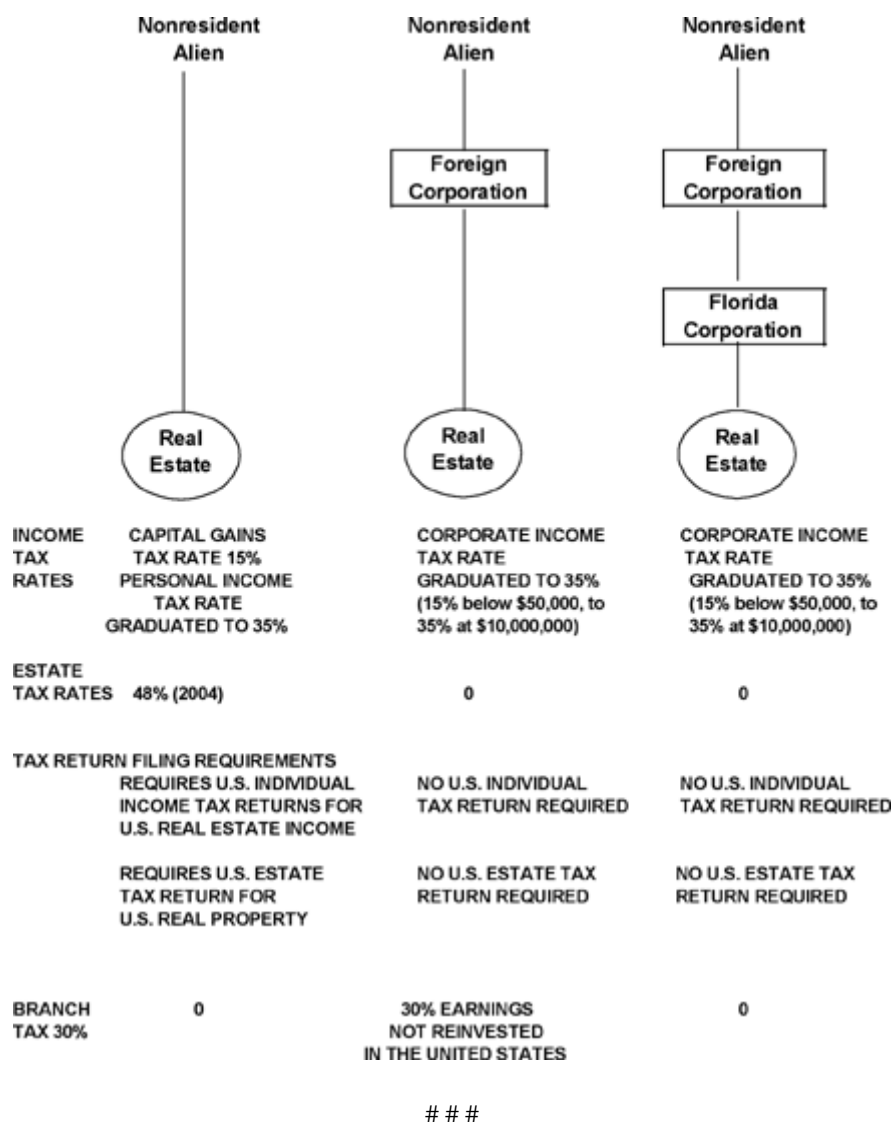 Nonresident Alien
Nonresident Alien
Nonresident Alien
Foreign Corporation
Foreign Corporation
Florida Corporation
Real Estate
Real Estate
Real Estate
INCOME CAPITAL GAINS CORPORATE INCOME CORPORATE INCOME
TAX TAX RATE 15% TAX RATE TAX RATE
RATES PERSONAL INCOME GRADUATED TO 35% GRADUATED TO 35%
TAX RATE (15% below $50,000, to (15% below $50,000, to
GRADUATED TO 35% 35% at $10,000,000) 35% at $10,000,000)
ESTATE
TAX RATES 48% (2004) 0 0
TAX RETURN FILING REQUIREMENTS
REQUIRES U.S. INDIVIDUAL NO U.S. INDIVIDUAL NO U.S. INDIVIDUAL
INCOME TAX RETURNS FOR TAX RETURN REQUIRED TAX RETURN REQUIRED
U.S. REAL ESTATE INCOME
REQUIRES U.S. ESTATE NO U.S. ESTATE TAX NO U.S. ESTATE TAX
TAX RETURN FOR RETURN REQUIRED RETURN REQUIRED
U.S. REAL PROPERTY
BRANCH 0 30% EARNINGS 0
TAX 30% NOT REINVESTED
IN THE UNITED STATES
# # #